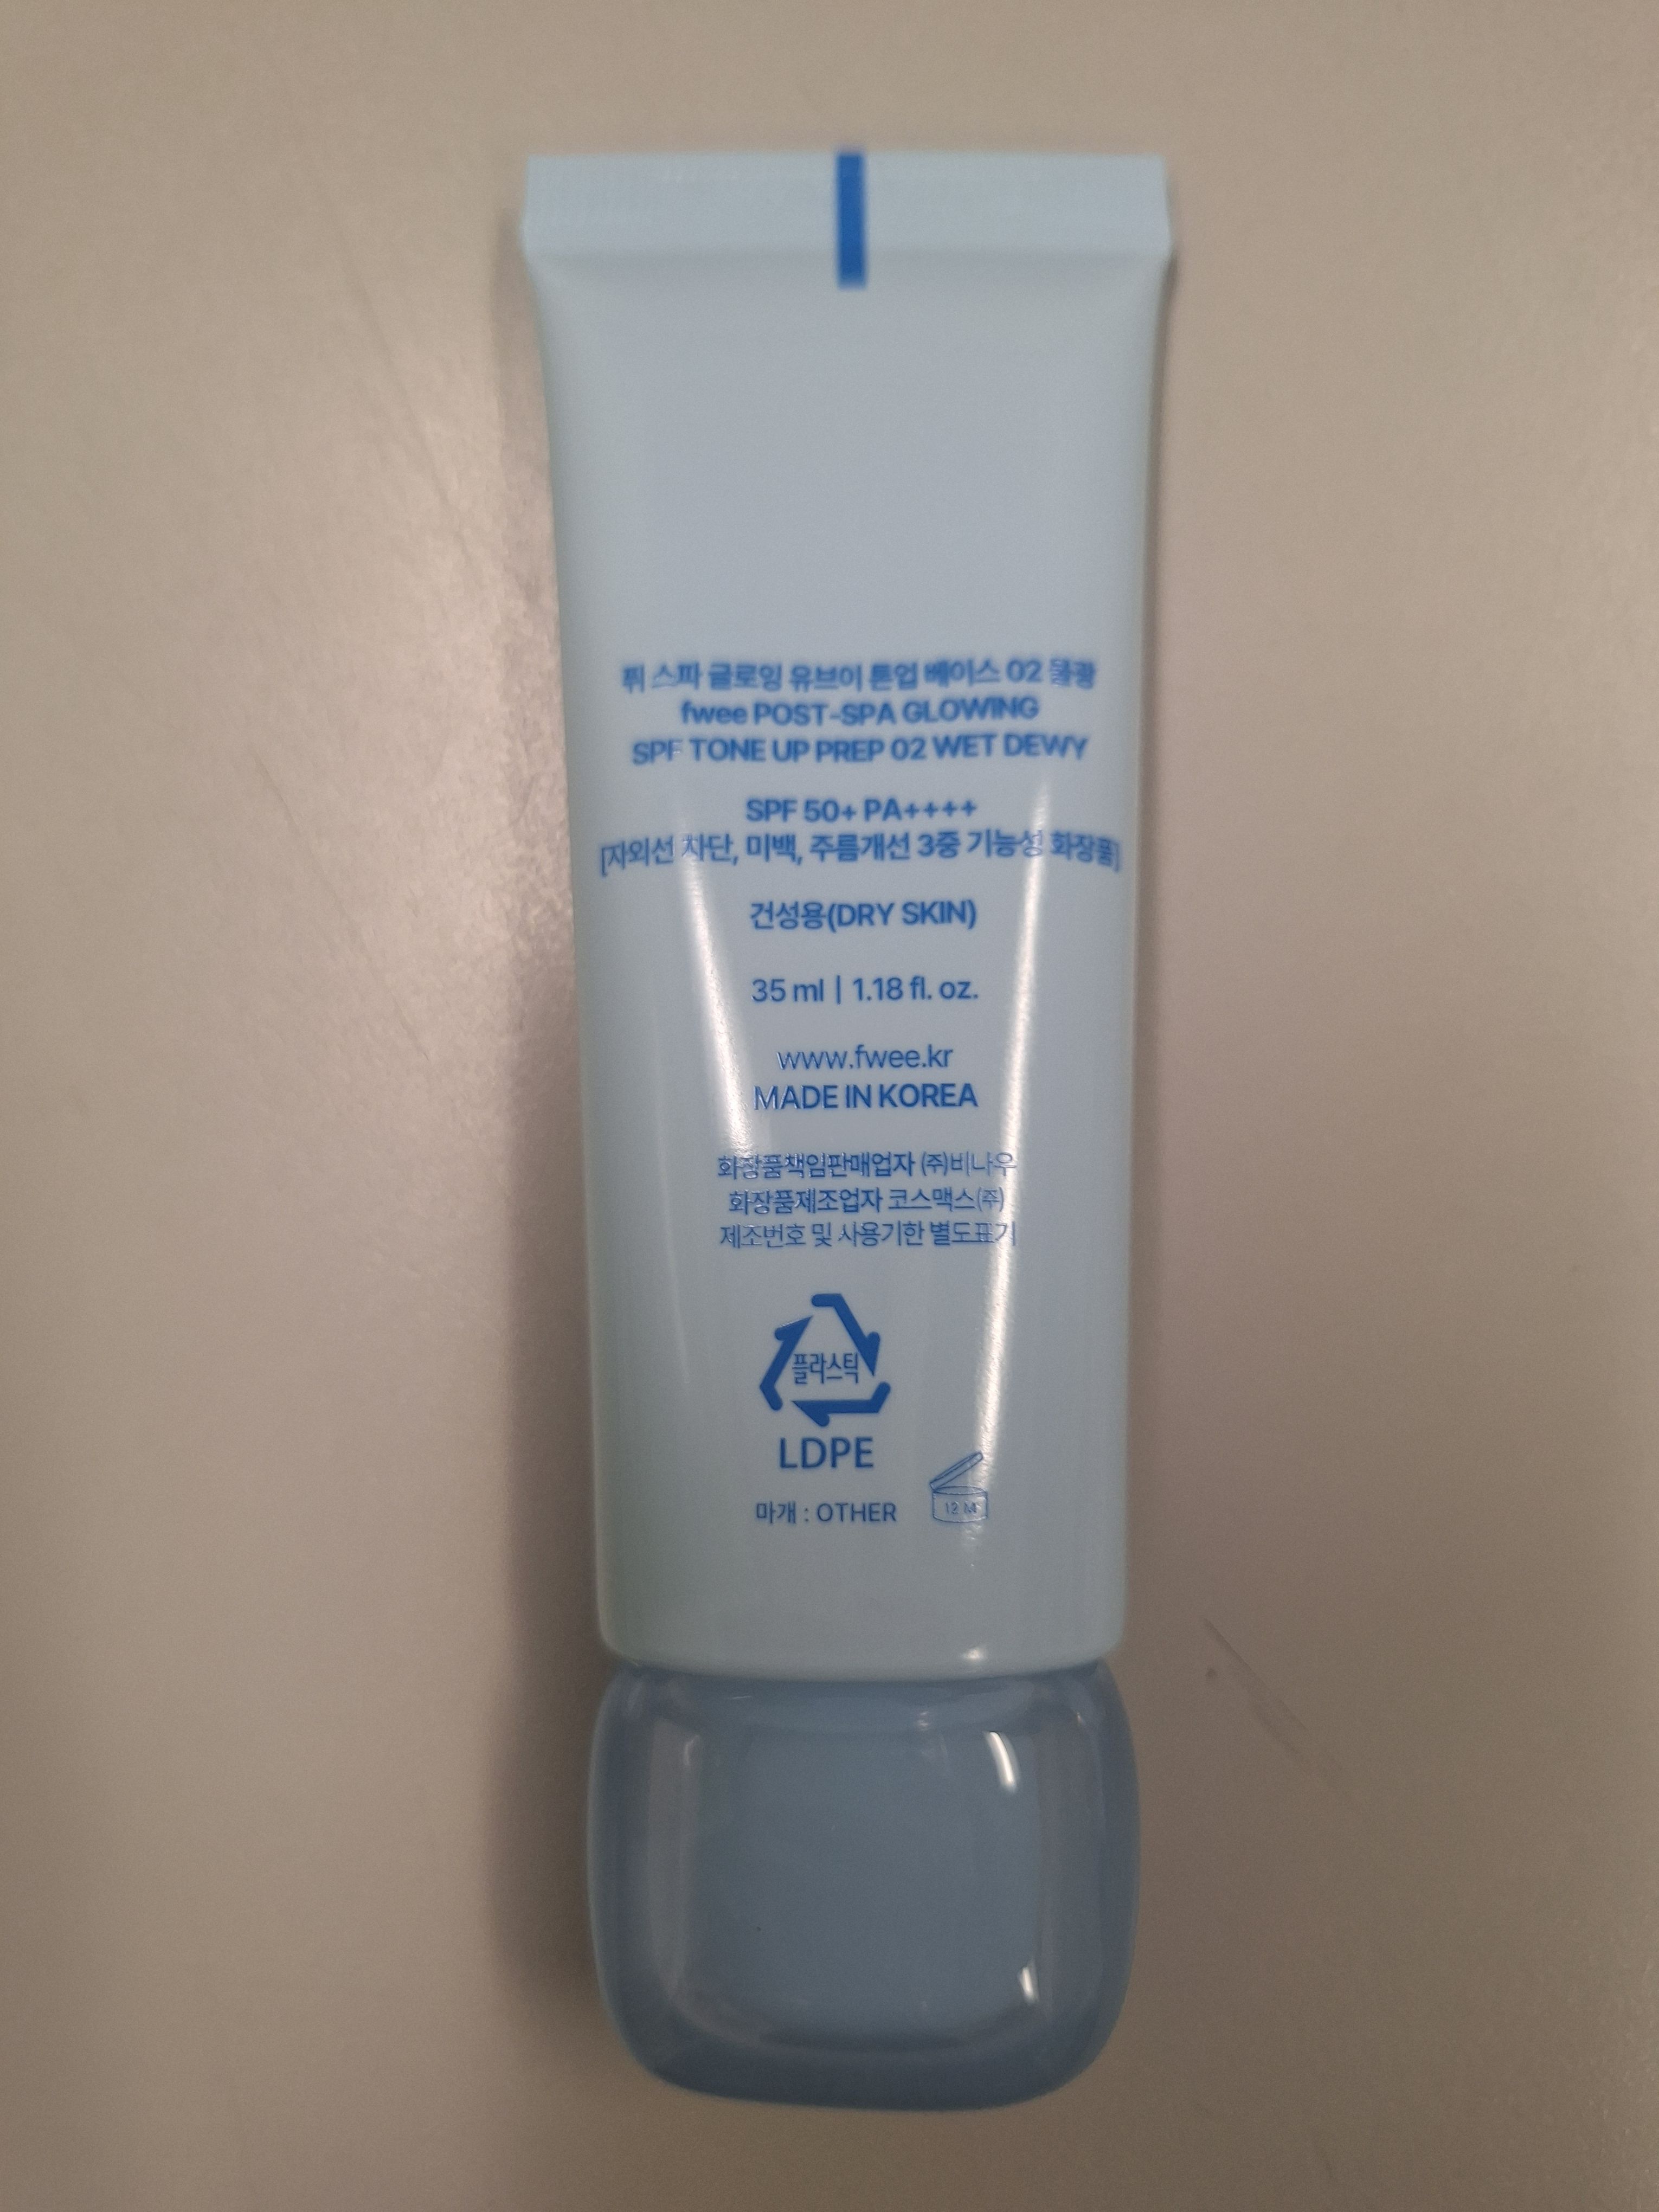 퓌 스파 글로잉 유브이 톤업 베이스 02 물광
fwee POST-SPA GLOWING
SPF TONE UP PREP 02 WET DEWY
SPF 50+ PA++++
[자외선 차단, 미백, 주름개선 3중 기능성 화장품]
건성용(DRY SKIN)
35 ml | 1.18 fl. oz.
www.fwee.kr
MADE IN KOREA
화장품책임판매업자 (주)비나우
화장품제조업자 코스맥스(주)
제조번호 및 사용기한 별도표기
플라스틱
LDPE
마개 : OTHER
12 M